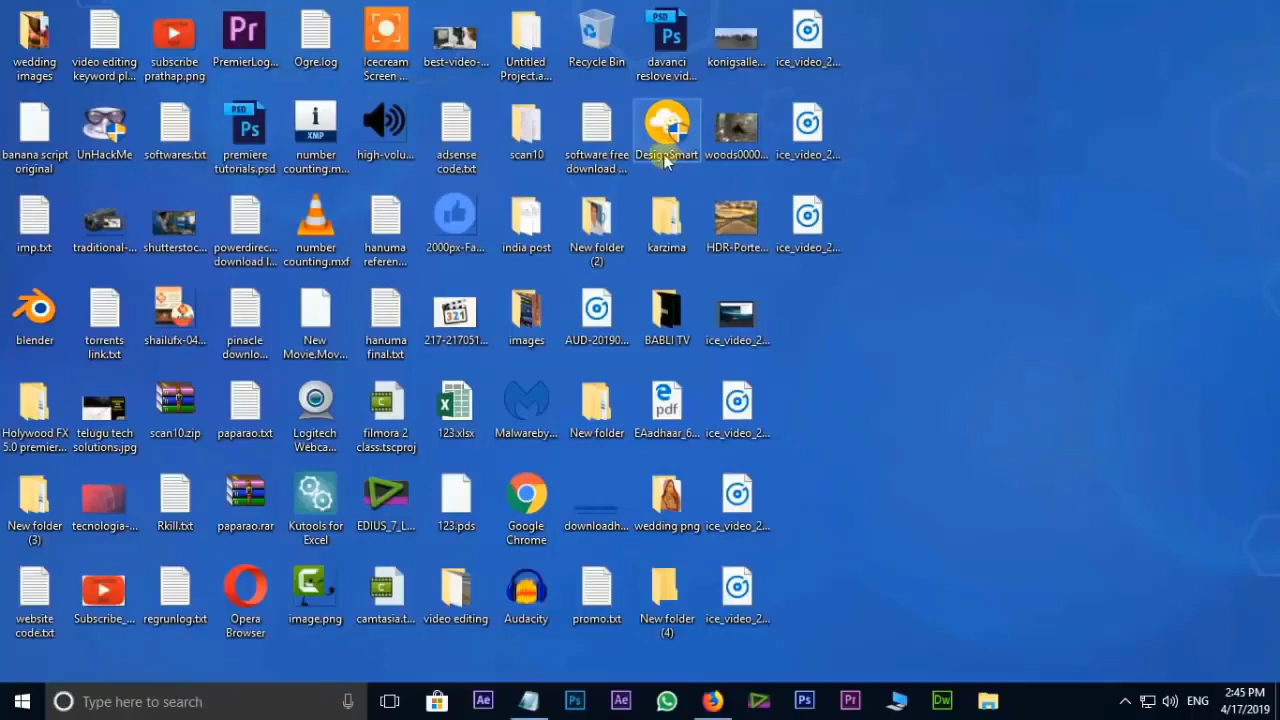 wedding
images
video editing
keyword pl...
subscribe
prathap.png
PremierLog...
Ogre.log
Icecream
Screen ...
best-video-...
Untitled
Project.a...
Recycle Bin
davanci
reslove vid...
konigsalle...
ice_video_2...
banana script
original
UnHackMe
softwares.txt
premiere
tutorials.psd
number
counting.m...
high-volu...
adsense
code.txt
scan10
software free
download ...
DesignSmart
woods0000...
ice_video_2...
imp.txt
traditional-...
shutterstoc...
powerdirec...
download l...
number
counting.mxf
hanuma
referen...
2000px-Fa...
india post
New folder
(2)
karzima
HDR-Porte...
ice_video_2...
blender
torrents
link.txt
shailufx-04...
pinacle
downlo...
New
Movie.Mov...
hanuma
final.txt
217-217051...
images
AUD-20190...
BABLI TV
ice_video_2...
Holywood FX
5.0 premier...
telugu tech
solutions.jpg
scan10.zip
paparao.txt
Logitech
Webca...
filmora 2
class.tscproj
123.xlsx
Malwareby...
New folder
EAadhaar_6...
ice_video_2...
New folder
(3)
tecnologia-...
Rkill.txt
paparao.rar
Kutools for
Excel
EDIUS_7_L...
123.pds
Google
Chrome
downloadh...
wedding png
ice_video_2...
website
code.txt
Subscribe_...
regrunlog.txt
Opera
Browser
image.png
camtasia.t...
video editing
Audacity
promo.txt
New folder
(4)
ice_video_2...
Type here to search
Ae
Ps
Ae
Ps
Pr
Dw
ENG
2:45 PM
4/17/2019